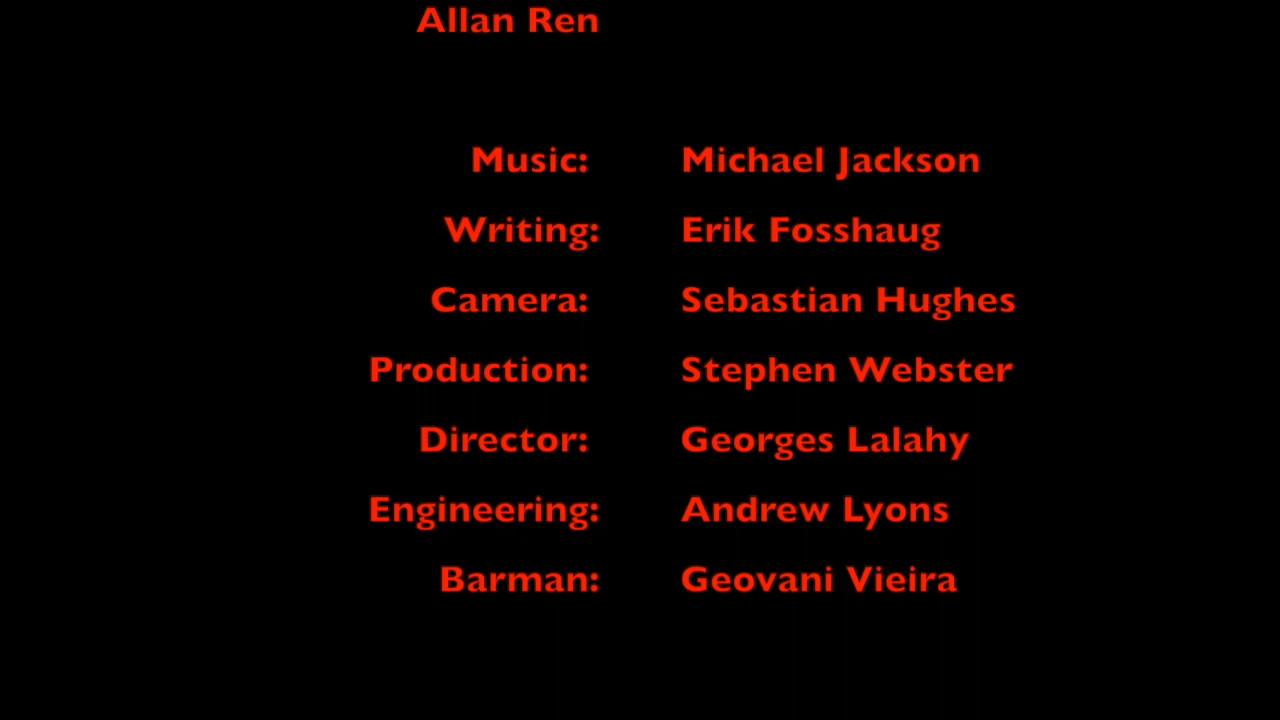 Allan Ren
Music: Michael Jackson
Writing: Erik Fosshaug
Camera: Sebastian Hughes
Production: Stephen Webster
Director: Georges Lalahy
Engineering: Andrew Lyons
Barman: Geovani Vieira